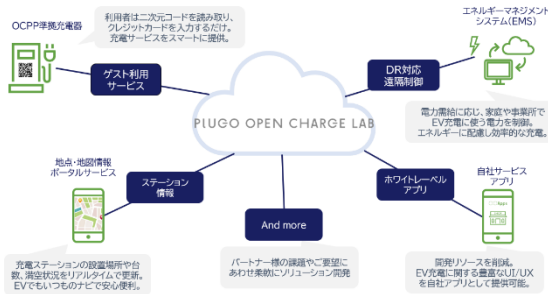 OCPP準拠充電器
利用者は二次元コードを読み取り、
クレジットカードを入力するだけ。
充電サービスをスマートに提供。
ゲスト利用
サービス
エネルギーマネジメント
システム(EMS)
DR対応
遠隔制御
電力需給に応じ、家庭や事業所で
EV充電に使う電力を制御。
エネルギーに配慮し効率的な充電。
PLUGO OPEN CHARGE LAB
地点・地図情報
ポータルサービス
ステーション
情報
充電ステーションの設置場所や台
数、満空状況をリアルタイムで更新。
EVでもいつものナビで安心便利。
And more
パートナー様の課題やご要望に
あわせ柔軟にソリューション開発
ホワイトレーベル
アプリ
自社サービス
アプリ
開発リソースを削減。
EV充電に関する豊富なUI/UX
を自社アプリとして提供可能。